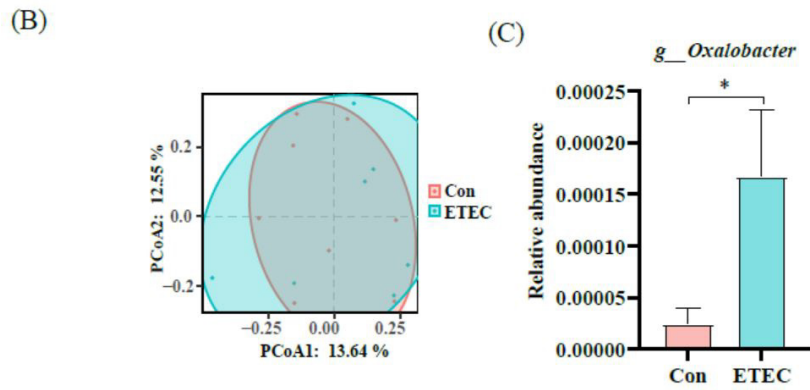 (B)
(C)
g__Oxalobacter
*
0.00025
0.00020
0.00015
0.00010
0.00005
0.00000
Relative abundance
Con
ETEC
0.2
0.0
−0.2
PCoA2: 12.55 %
−0.25
0.00
0.25
PCoA1: 13.64 %
Con
ETEC